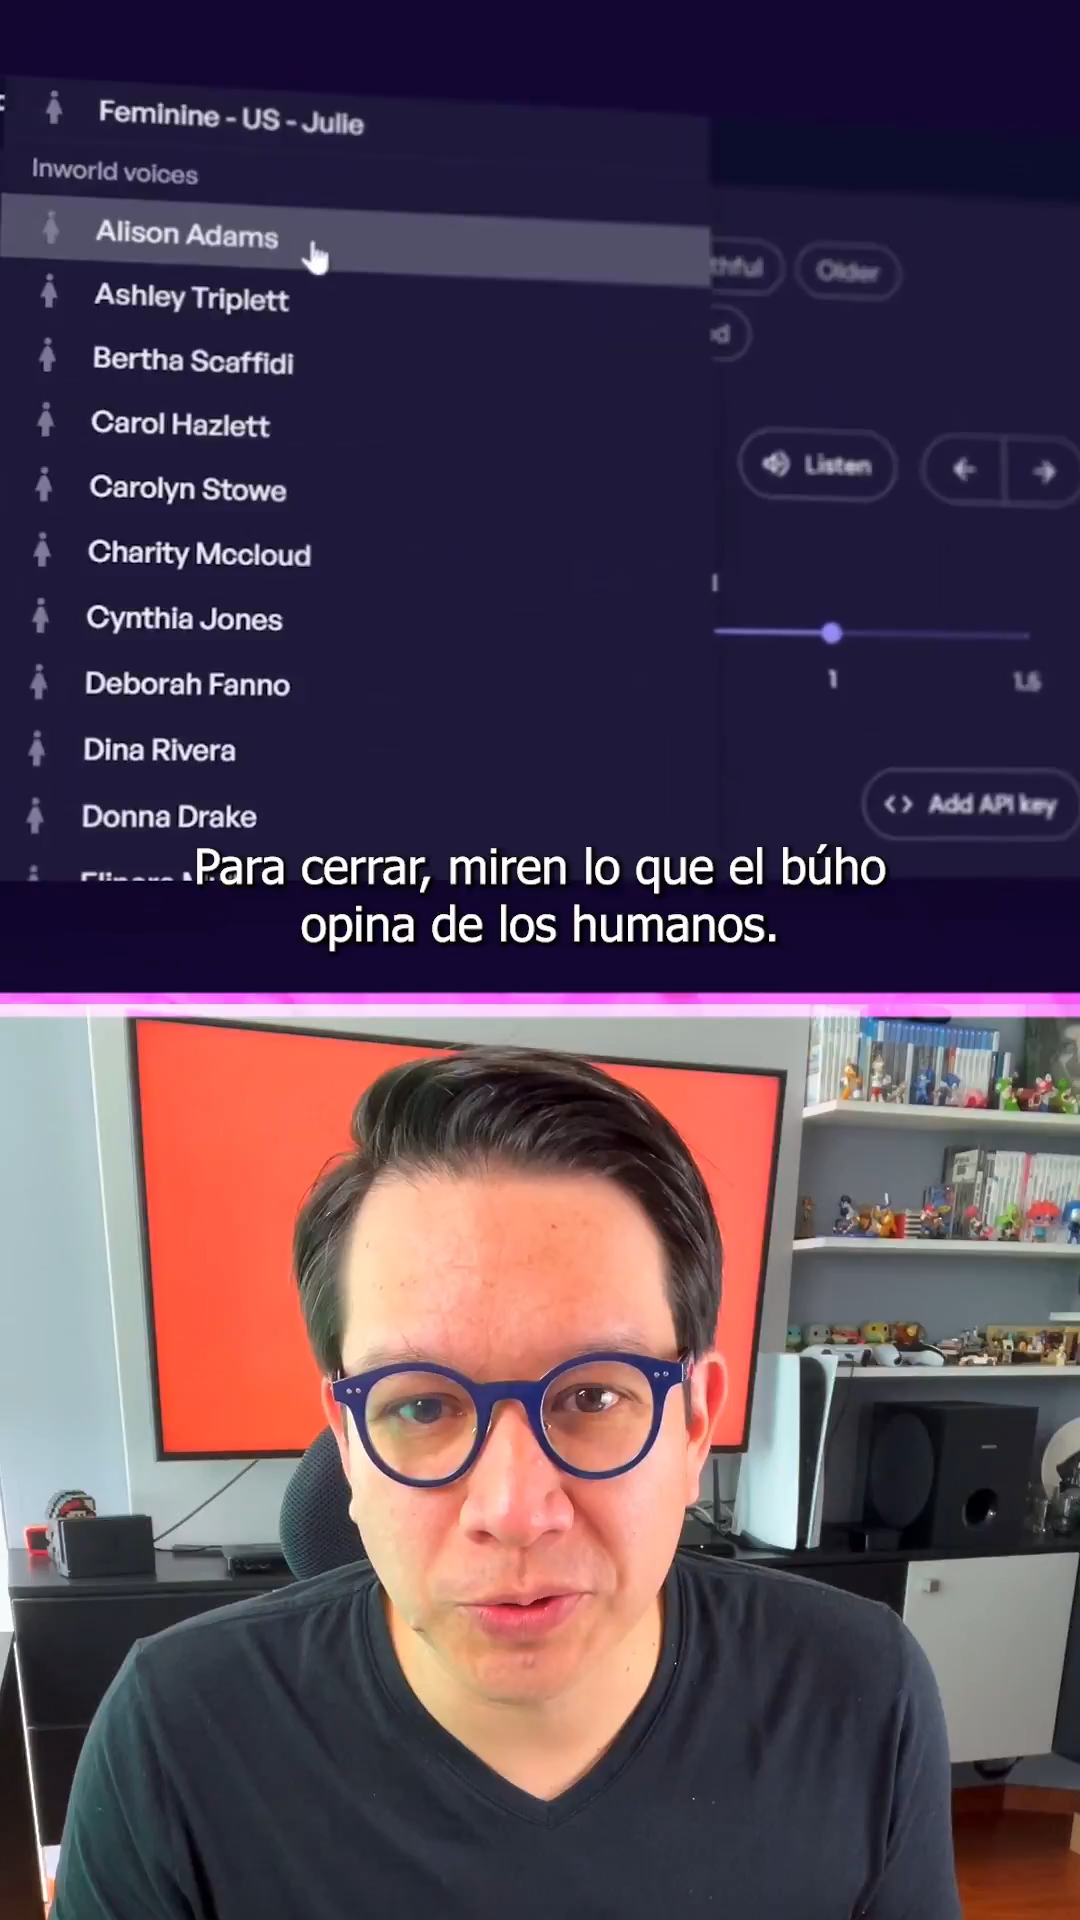 Feminine - US - Julie
Inworld voices
Alison Adams
Ashley Triplett
Bertha Scaffidi
Carol Hazlett
Carolyn Stowe
Charity Mccloud
Cynthia Jones
Deborah Fanno
Dina Rivera
Donna Drake
Older
Listen
1
1.5
Add API key
Para cerrar, miren lo que el búho
opina de los humanos.